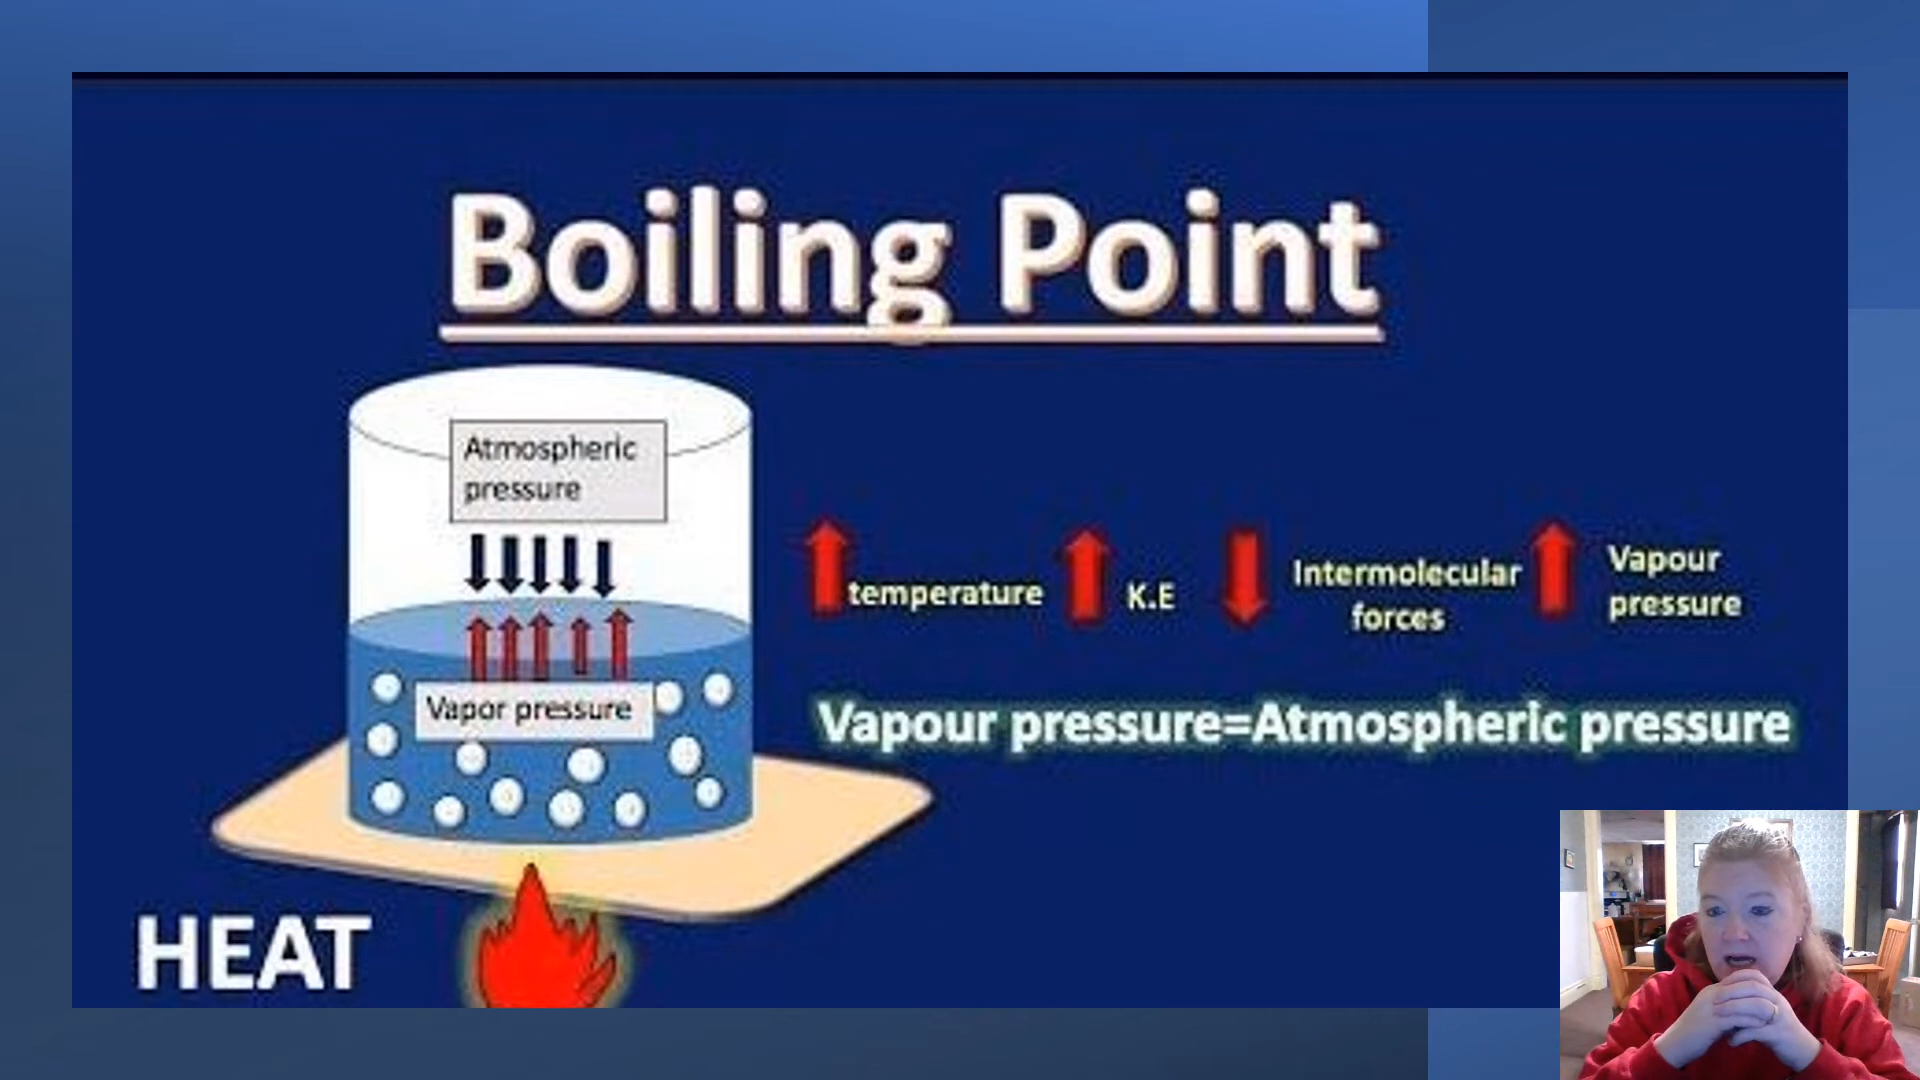 Boiling Point
Atmospheric
pressure
temperature
K.E
Intermolecular
forces
Vapour
pressure
Vapor pressure
Vapour pressure=Atmospheric pressure
HEAT